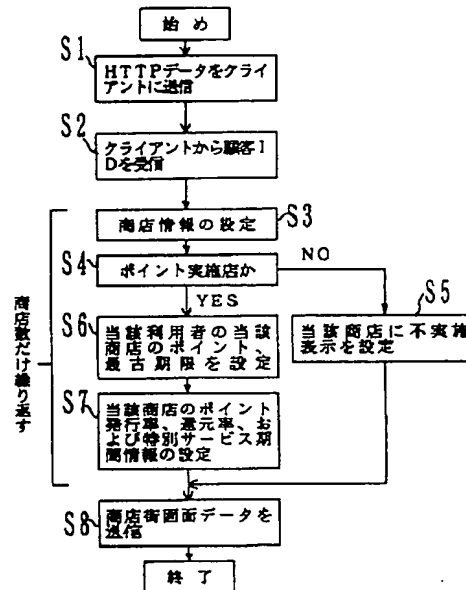 始め
S1
HTTPデータをクライ
アントに送信
S2
クライアントから顧客I
Dを受信
S3
商店情報の設定
S4
ポイント実施店か
NO
YES
S5
当該商店に不実施
表示を設定
S6
当該利用者の当該
商店のポイント、
最古期限を設定
S7
当該商店のポイント
発行率、還元率、お
よび特別サービス期
間情報の設定
商店数だけ繰り返す
S8
商店街画面データを
送信
終了